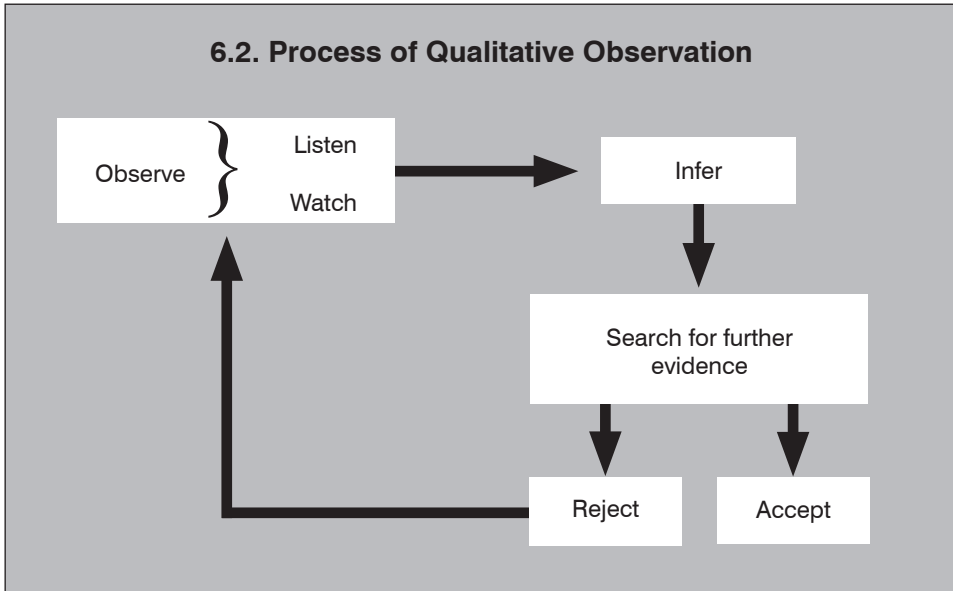 6.2. Process of Qualitative Observation
Observe
Listen
Watch
Infer
Search for further
evidence
Reject
Accept